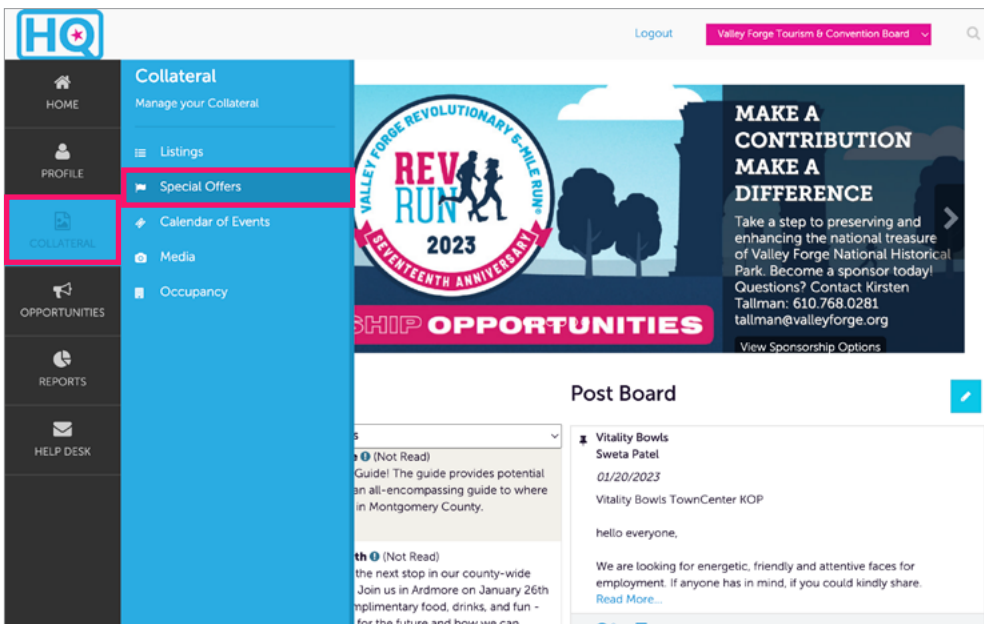 HQ
Logout
Valley Forge Tourism & Convention Board
HOME
PROFILE
COLLATERAL
OPPORTUNITIES
REPORTS
HELP DESK
Collateral
Manage your Collateral
Listings
Special Offers
Calendar of Events
Media
Occupancy
VALLEY FORGE REVOLUTIONARY 5-MILE RUN®
REV
RUN
2023
SEVENTEENTH ANNIVERSARY
SHIP OPPORTUNITIES
MAKE A
CONTRIBUTION
MAKE A
DIFFERENCE
Take a step to preserving and
enhancing the national treasure
of Valley Forge National Historical
Park. Become a sponsor today!
Questions? Contact Kirsten
Tallman: 610.768.0281
tallman@valleyforge.org
View Sponsorship Options
s
e (Not Read)
Guide! The guide provides potential
an all-encompassing guide to where
in Montgomery County.
th (Not Read)
the next stop in our county-wide
Join us in Ardmore on January 26th
mplimentary food, drinks, and fun -
for the future and how we can
Post Board
Vitality Bowls
Sweta Patel
01/20/2023
Vitality Bowls TownCenter KOP
hello everyone,
We are looking for energetic, friendly and attentive faces for
employment. If anyone has in mind, if you could kindly share.
Read More...